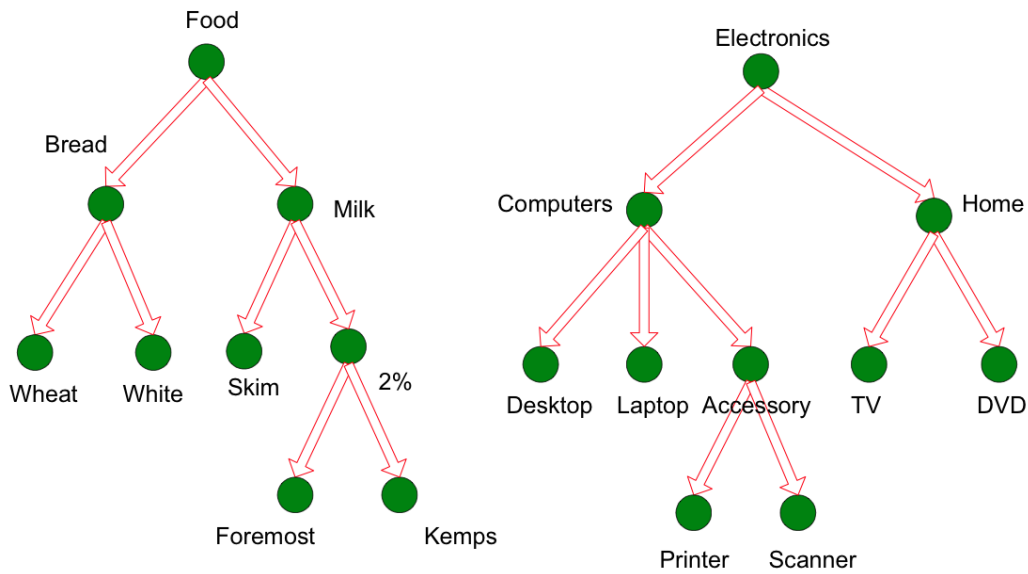 Food
Electronics
Bread
Milk
Computers
Home
Wheat
White
Skim
2%
Desktop
Laptop
Accessory
TV
DVD
Foremost
Kemps
Printer
Scanner